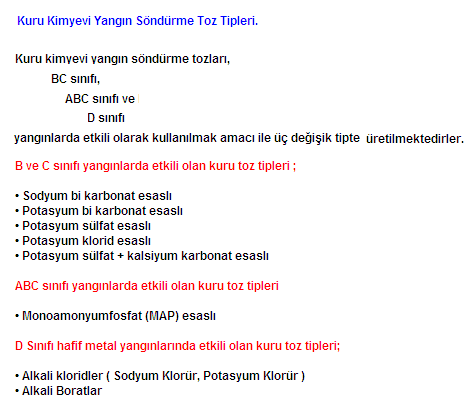 Kuru Kimyevi Yangın Söndürme Toz Tipleri.
Kuru kimyevi yangın söndürme tozları,
BC sınıfı,
ABC sınıfı ve
D sınıfı
yangınlarda etkili olarak kullanılmak amacı ile üç değişik tipte üretilmektedirler.
B ve C sınıfı yangınlarda etkili olan kuru toz tipleri ;
• Sodyum bi karbonat esaslı
• Potasyum bi karbonat esaslı
• Potasyum sülfat esaslı
• Potasyum klorid esaslı
• Potasyum sülfat + kalsiyum karbonat esaslı
ABC sınıfı yangınlarda etkili olan kuru toz tipleri
• Monoamonyumfosfat (MAP) esaslı
D Sınıfı hafif metal yangınlarında etkili olan kuru toz tipleri;
• Alkali kloridler ( Sodyum Klorür, Potasyum Klorür )
• Alkali Boratlar